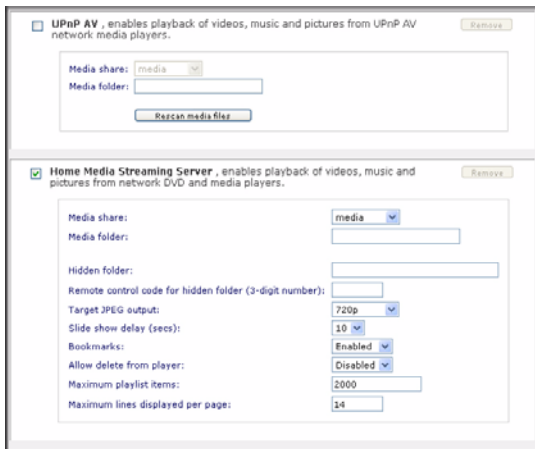 UPnP AV , enables playback of videos, music and pictures from UPnP AV
network media players.
Remove
Media share: media
Media folder:
Rescan media files
Home Media Streaming Server , enables playback of videos, music and
pictures from network DVD and media players.
Remove
Media share: media
Media folder:
Hidden folder:
Remote control code for hidden folder (3-digit number):
Target JPEG output: 720p
Slide show delay (secs): 10
Bookmarks: Enabled
Allow delete from player: Disabled
Maximum playlist items: 2000
Maximum lines displayed per page: 14